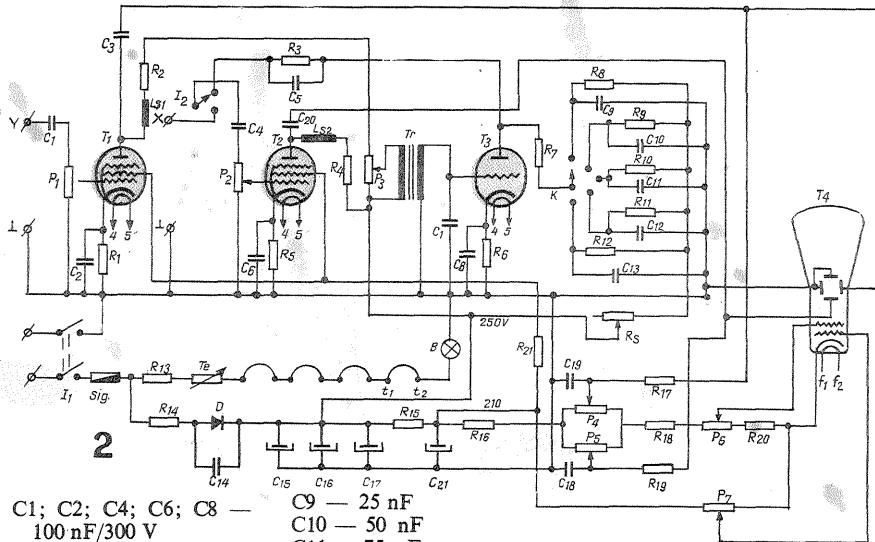 C3
R2
R3
I2
C5
LS1
X
Y
C1
T1
C4
C20
T2
LS2
Tr
T3
R7
R8
C9
R9
C10
R10
C11
R11
C12
R12
C13
K
P1
P2
R4
P3
C1
T4
⊥
4 5
⊥
4 5
4 5
C2
R1
C6
R5
C8
R6
250V
RS
B
R21
I1
Sig.
R13
Te
t1 t2
C19
R17
f1 f2
R14
D
R15
210
R16
P4
P5
R18
P6
R20
2
C14
C15
C16
C17
C21
C18
R19
P7
C1; C2; C4; C6; C8 —
100 nF/300 V
C9 — 25 nF
C10 — 50 nF